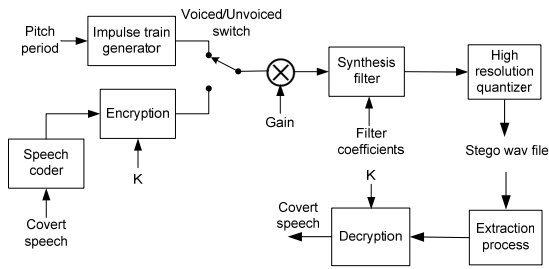 Voiced/Unvoiced
switch
Pitch
period
Impulse train
generator
Synthesis
filter
High
resolution
quantizer
Encryption
Gain
Speech
coder
K
Filter
coefficients
Stego wav file
Covert
speech
K
Covert
speech
Decryption
Extraction
process